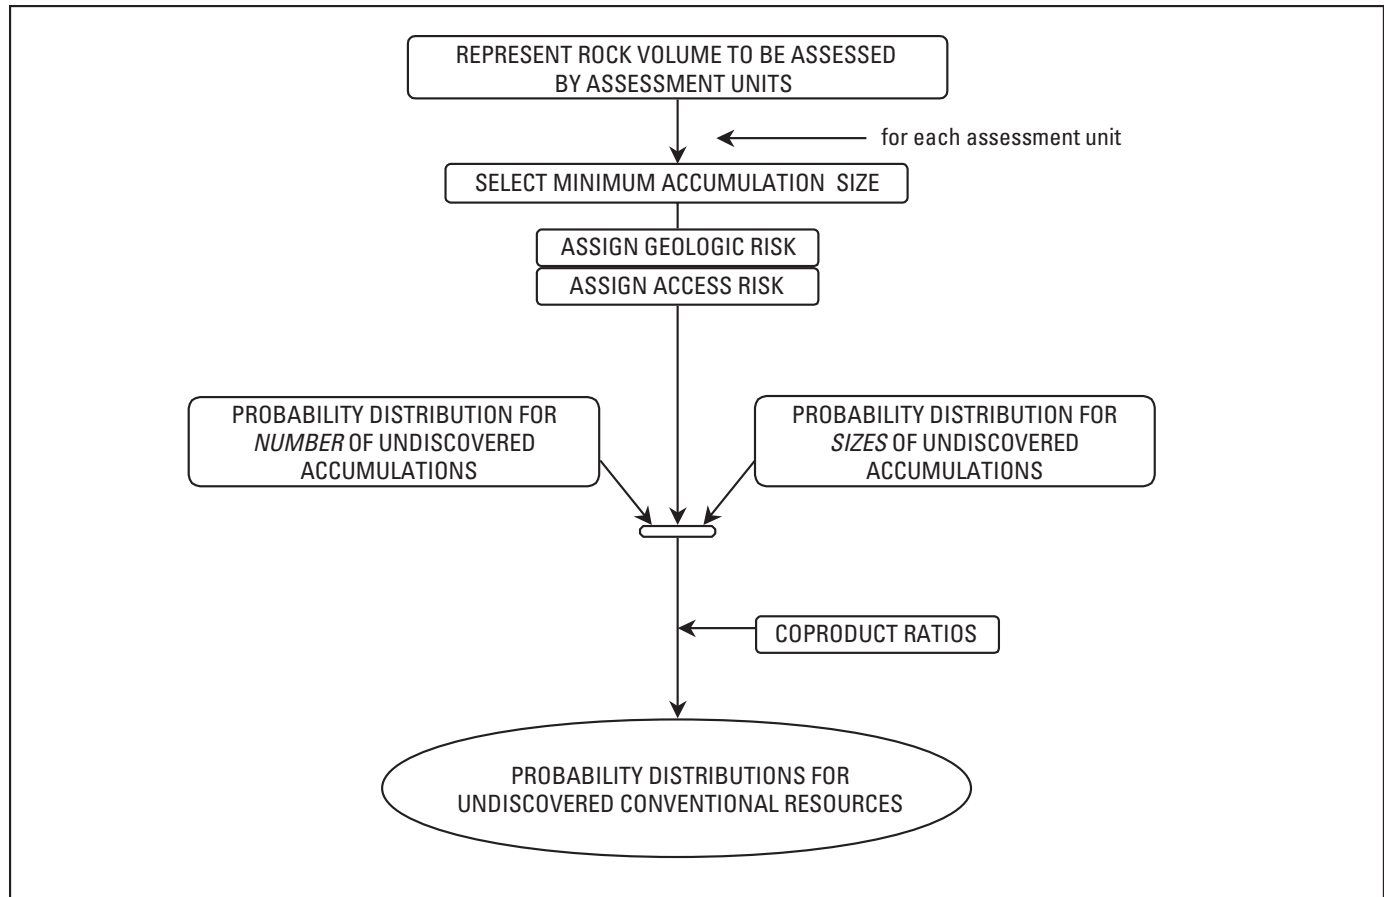 REPRESENT ROCK VOLUME TO BE ASSESSED
BY ASSESSMENT UNITS
for each assessment unit
SELECT MINIMUM ACCUMULATION SIZE
ASSIGN GEOLOGIC RISK
ASSIGN ACCESS RISK
PROBABILITY DISTRIBUTION FOR
NUMBER OF UNDISCOVERED
ACCUMULATIONS
PROBABILITY DISTRIBUTION FOR
SIZES OF UNDISCOVERED
ACCUMULATIONS
COPRODUCT RATIOS
PROBABILITY DISTRIBUTIONS FOR
UNDISCOVERED CONVENTIONAL RESOURCES